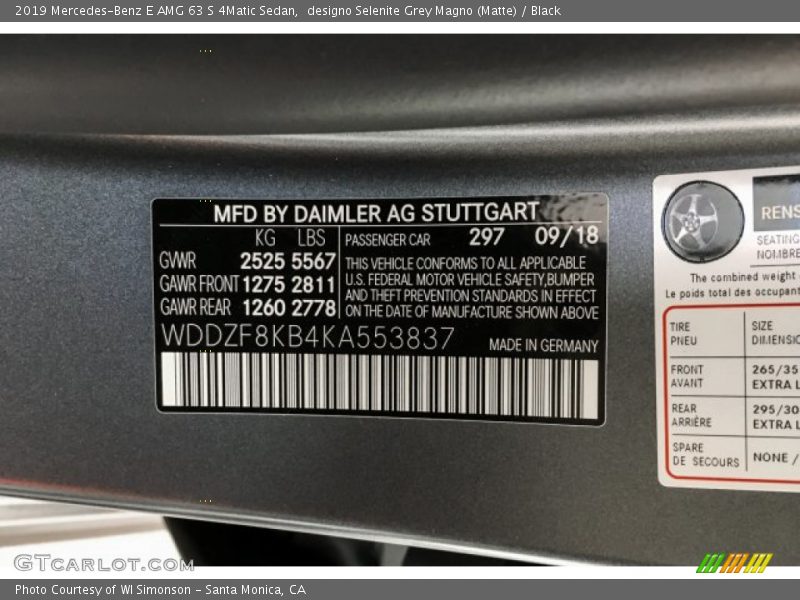 2019 Mercedes-Benz E AMG 63 S 4Matic Sedan,  designo Selenite Grey Magno (Matte) / Black
MFD BY DAIMLER AG STUTTGART
KG LBS
GVWR 2525 5567
GAWR FRONT 1275 2811
GAWR REAR 1260 2778
PASSENGER CAR 297 09/18
THIS VEHICLE CONFORMS TO ALL APPLICABLE
U.S. FEDERAL MOTOR VEHICLE SAFETY,BUMPER
AND THEFT PREVENTION STANDARDS IN EFFECT
ON THE DATE OF MANUFACTURE SHOWN ABOVE
WDDZF8KB4KA553837
MADE IN GERMANY
SEATING
The combined weight
Le poids total des
TIRE SIZE
PNEU
FRONT 265/35
AVANT EXTRA
REAR 295/30
ARRIÈRE EXTRA
SPARE NONE /
DE SECOURS
GTCARLOT.COM
Photo Courtesy of WI Simonson - Santa Monica, CA